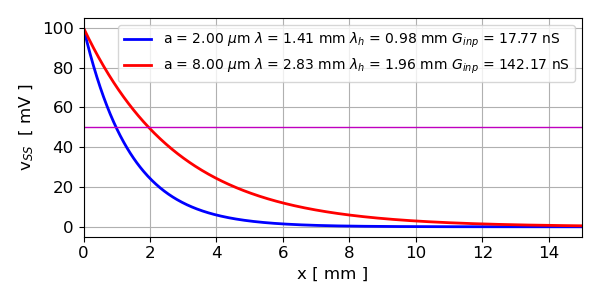 100
80
60
40
20
0
v_SS [ mV ]
a = 2.00 μm λ = 1.41 mm λ_h = 0.98 mm G_inp = 17.77 nS
a = 8.00 μm λ = 2.83 mm λ_h = 1.96 mm G_inp = 142.17 nS
0 2 4 6 8 10 12 14
x [ mm ]